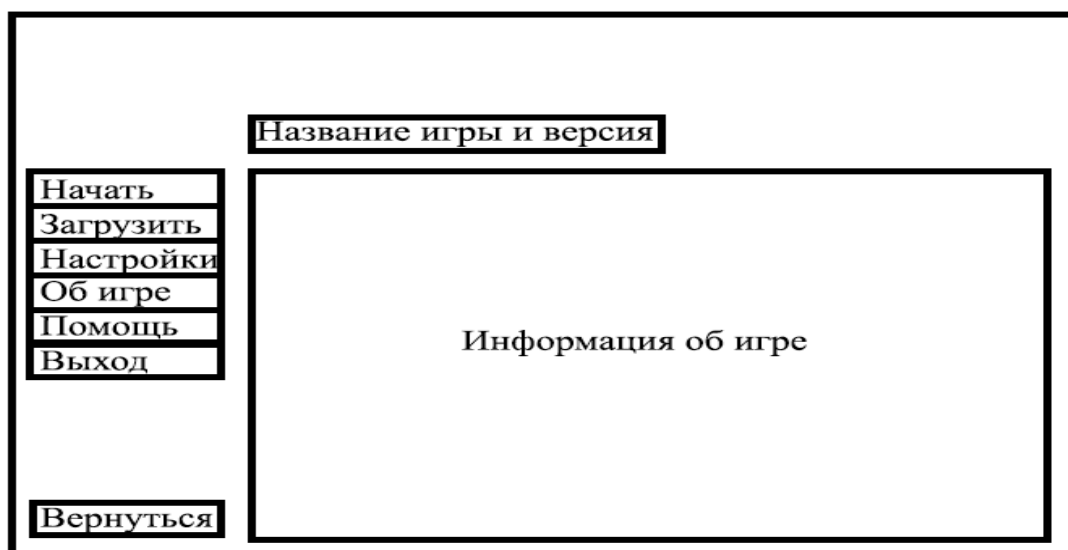 Название игры и версия
Начать
Загрузить
Настройки
Об игре
Помощь
Выход
Информация об игре
Вернуться